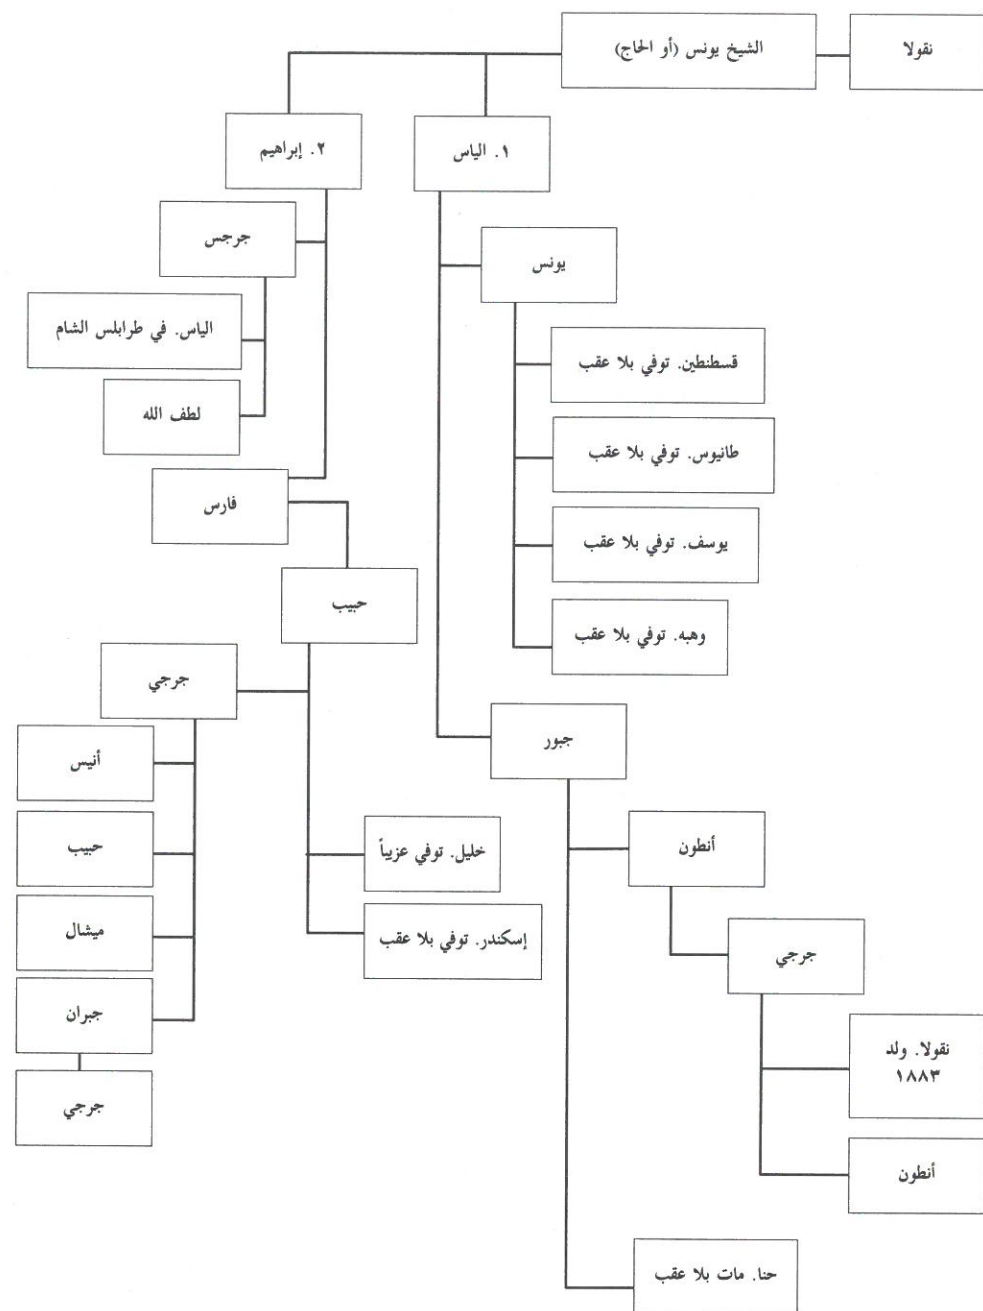 نقولا
الشيخ يونس (أو الحاج)
١. الياس
٢. إبراهيم
يونس
قسطنطين. توفي بلا عقب
طانيوس. توفي بلا عقب
يوسف. توفي بلا عقب
وهبه. توفي بلا عقب
جبور
أنطون
جرجي
نقولا. ولد
١٨٨٣
أنطون
حنا. مات بلا عقب
جرجس
الياس. في طرابلس الشام
لطف الله
فارس
حبيب
جرجي
أنيس
حبيب
ميشال
جبران
جرجي
خليل. توفي عزيباً
إسكندر. توفي بلا عقب